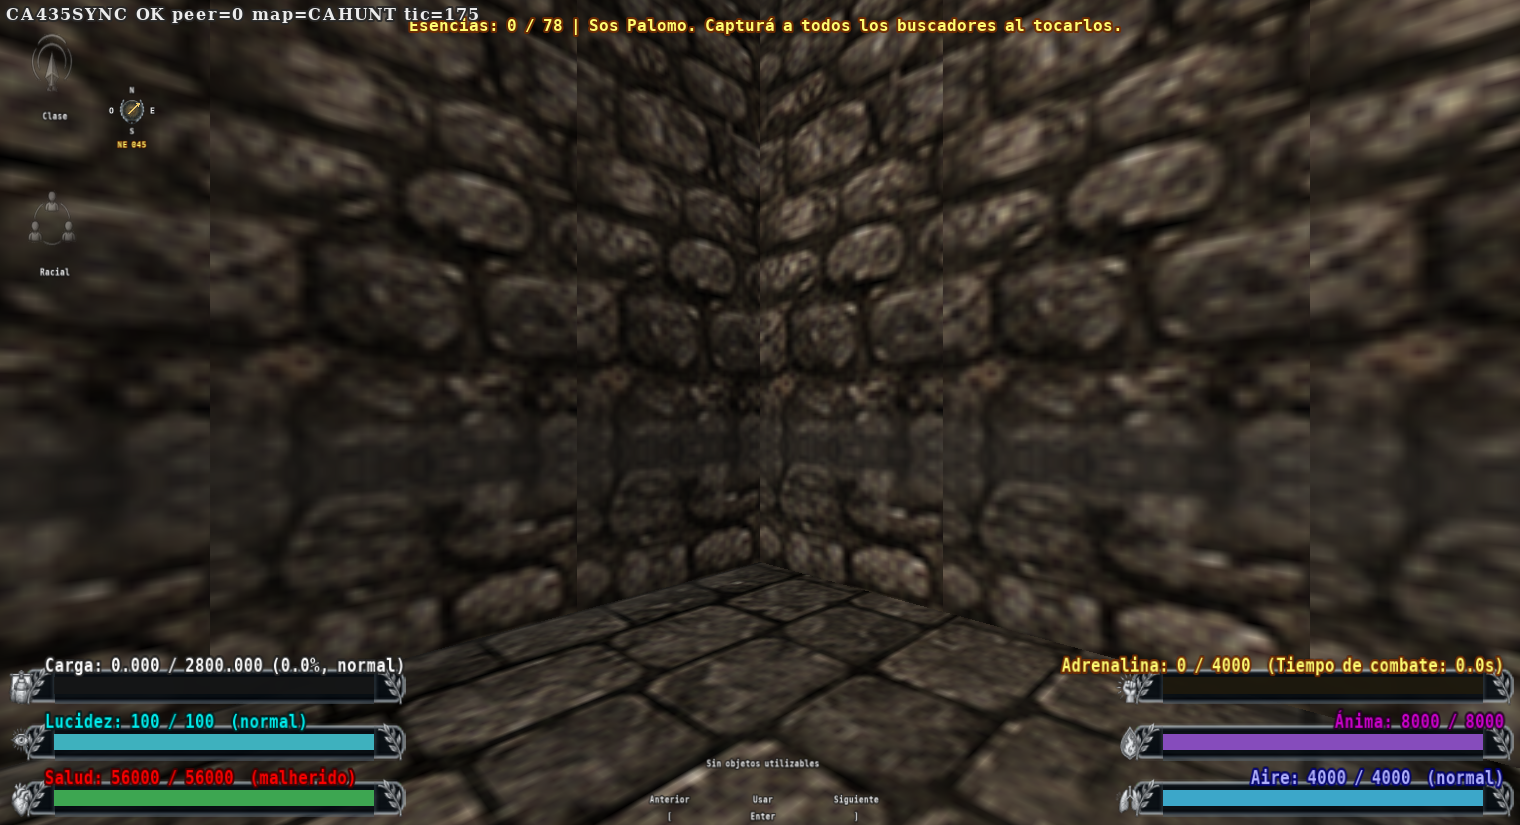 CA435SYNC OK peer=0 map=CAHUNT tic=175
Esencias: 0 / 78 | Sos Palomo. Capturá a todos los buscadores al tocarlos.
Clase
N
O E
S
NE 045
Racial
Carga: 0.000 / 2800.000 (0.0%, normal)
Lucidez: 100 / 100 (normal)
Salud: 56000 / 56000 (malherido)
Adrenalina: 0 / 4000 (Tiempo de combate: 0.0s)
Ánima: 8000 / 8000
Aire: 4000 / 4000 (normal)
Sin objetos utilizables
Anterior Usar Siguiente
[ Enter ]